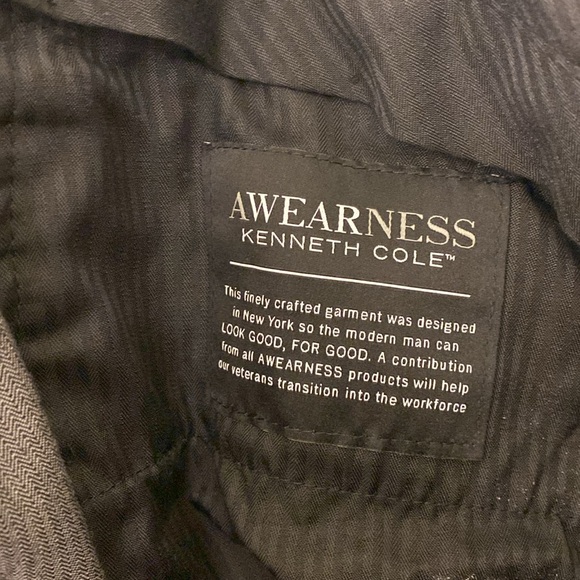 AWEARNESS
KENNETH COLE™
This finely crafted garment was designed
in New York so the modern man can
LOOK GOOD, FOR GOOD. A contribution
from all AWEARNESS products will help
our veterans transition into the workforce